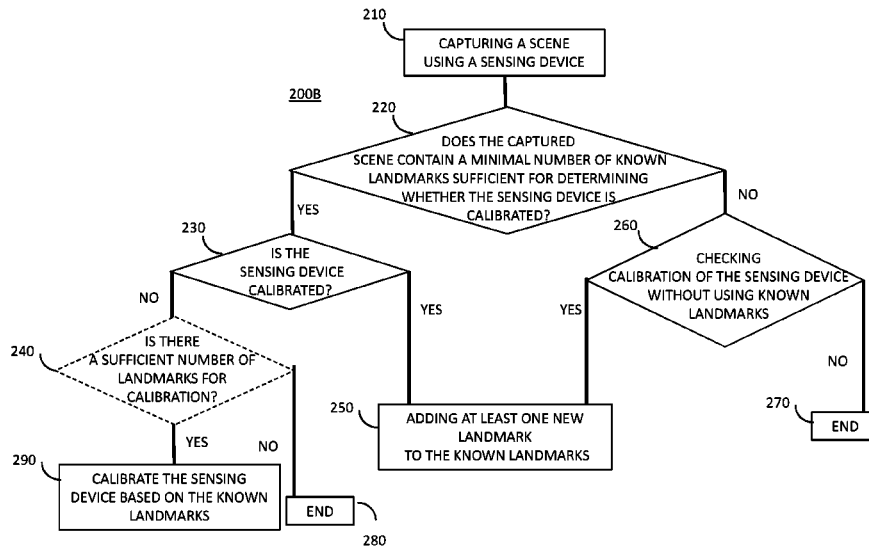 210
CAPTURING A SCENE
USING A SENSING DEVICE
200B
220
DOES THE CAPTURED
SCENE CONTAIN A MINIMAL NUMBER OF KNOWN
LANDMARKS SUFFICIENT FOR DETERMINING
WHETHER THE SENSING DEVICE IS
CALIBRATED?
YES
NO
230
IS THE
SENSING DEVICE
CALIBRATED?
260
CHECKING
CALIBRATION OF THE SENSING DEVICE
WITHOUT USING KNOWN
LANDMARKS
NO
YES
YES
NO
240
IS THERE
A SUFFICIENT NUMBER OF
LANDMARKS FOR
CALIBRATION?
YES
NO
250
ADDING AT LEAST ONE NEW
LANDMARK
TO THE KNOWN LANDMARKS
270
END
290
CALIBRATE THE SENSING
DEVICE BASED ON THE KNOWN
LANDMARKS
END
280